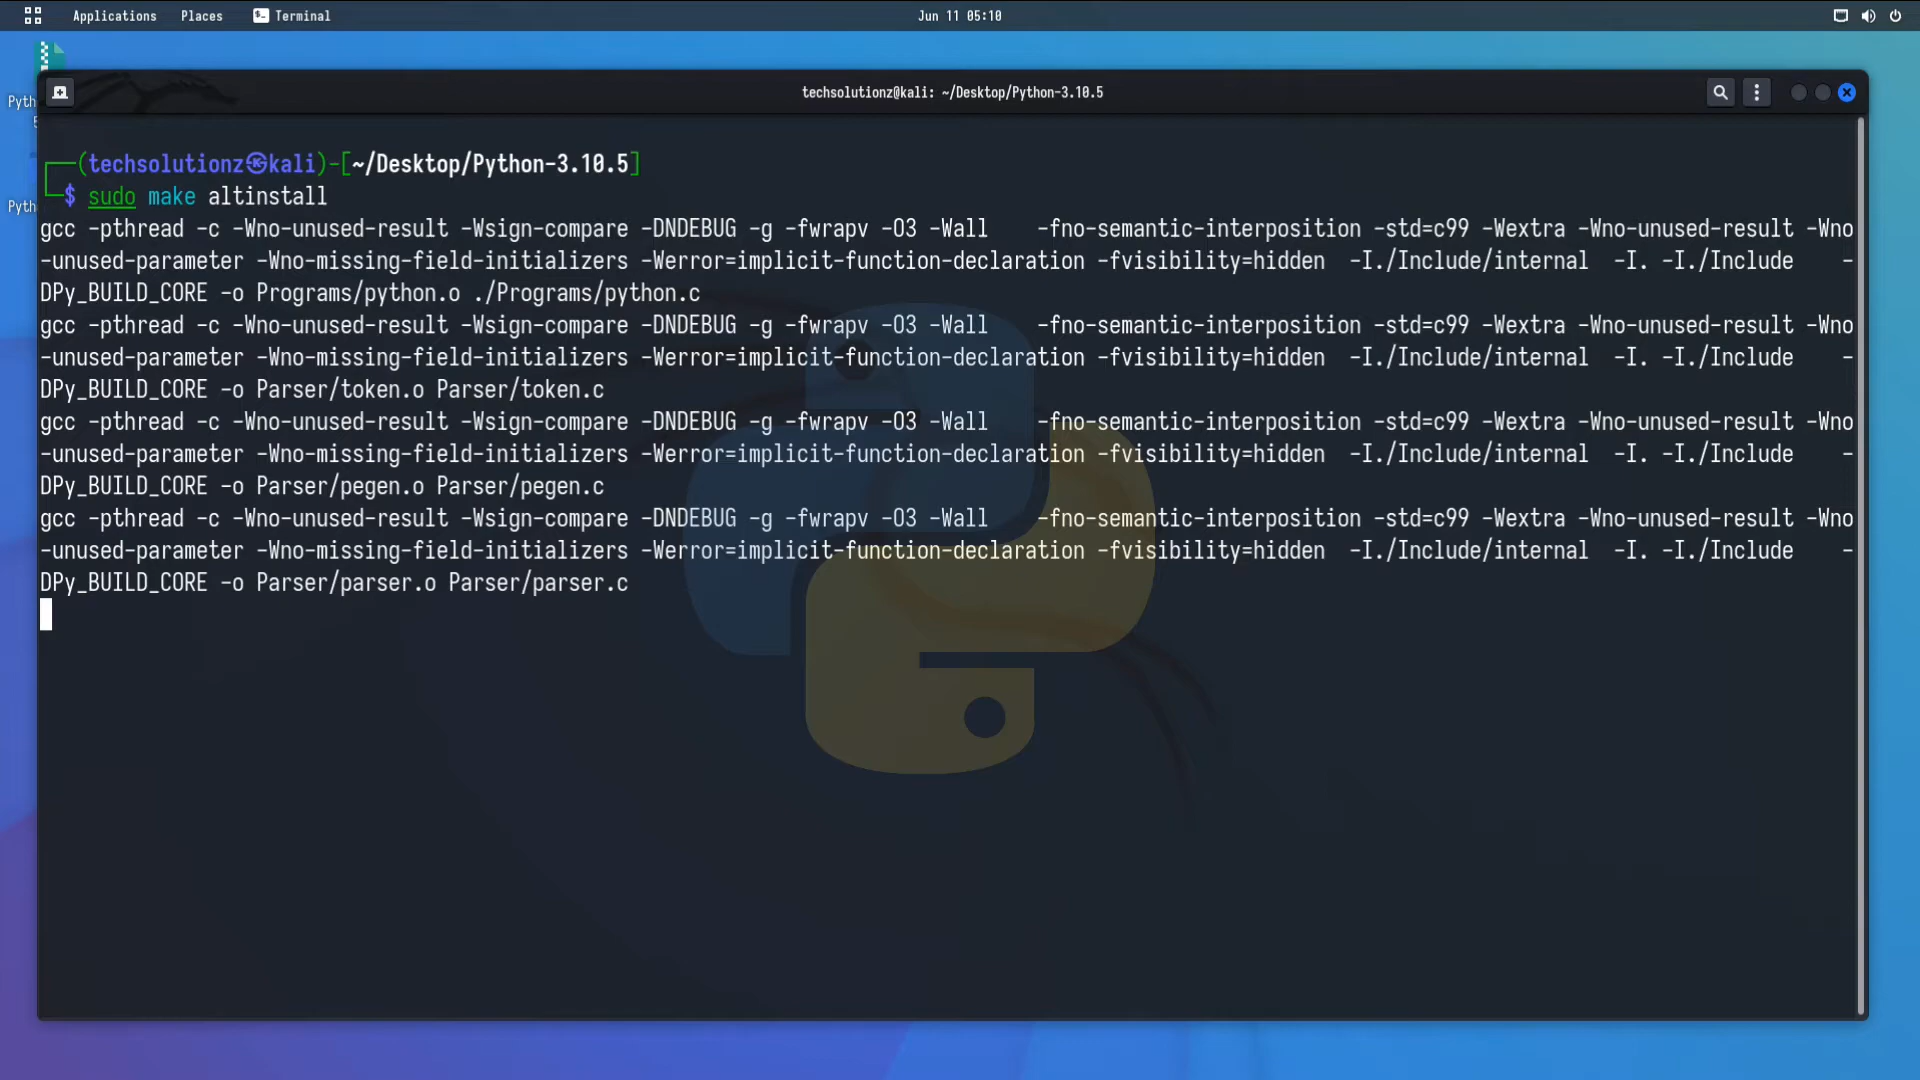 Applications Places Terminal Jun 11 05:10
Pyth
5
Pyth
techsolutionz@kali: ~/Desktop/Python-3.10.5
┌──(techsolutionz㉿kali)-[~/Desktop/Python-3.10.5]
└─$ sudo make altinstall
gcc -pthread -c -Wno-unused-result -Wsign-compare -DNDEBUG -g -fwrapv -O3 -Wall    -fno-semantic-interposition -std=c99 -Wextra -Wno-unused-result -Wno
-unused-parameter -Wno-missing-field-initializers -Werror=implicit-function-declaration -fvisibility=hidden  -I./Include/internal  -I. -I./Include    -
DPy_BUILD_CORE -o Programs/python.o ./Programs/python.c
gcc -pthread -c -Wno-unused-result -Wsign-compare -DNDEBUG -g -fwrapv -O3 -Wall    -fno-semantic-interposition -std=c99 -Wextra -Wno-unused-result -Wno
-unused-parameter -Wno-missing-field-initializers -Werror=implicit-function-declaration -fvisibility=hidden  -I./Include/internal  -I. -I./Include    -
DPy_BUILD_CORE -o Parser/token.o Parser/token.c
gcc -pthread -c -Wno-unused-result -Wsign-compare -DNDEBUG -g -fwrapv -O3 -Wall    -fno-semantic-interposition -std=c99 -Wextra -Wno-unused-result -Wno
-unused-parameter -Wno-missing-field-initializers -Werror=implicit-function-declaration -fvisibility=hidden  -I./Include/internal  -I. -I./Include    -
DPy_BUILD_CORE -o Parser/pegen.o Parser/pegen.c
gcc -pthread -c -Wno-unused-result -Wsign-compare -DNDEBUG -g -fwrapv -O3 -Wall    -fno-semantic-interposition -std=c99 -Wextra -Wno-unused-result -Wno
-unused-parameter -Wno-missing-field-initializers -Werror=implicit-function-declaration -fvisibility=hidden  -I./Include/internal  -I. -I./Include    -
DPy_BUILD_CORE -o Parser/parser.o Parser/parser.c